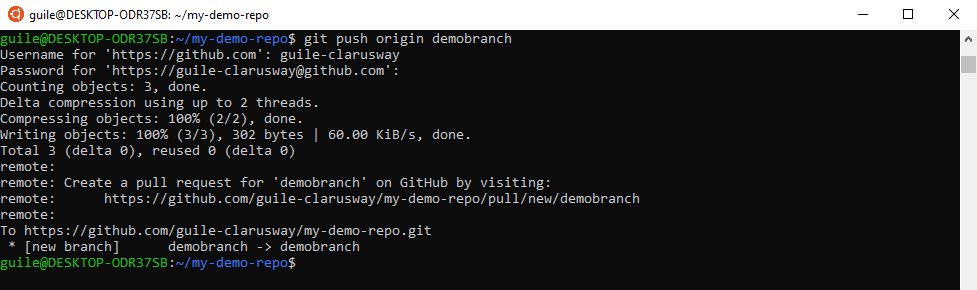 guile@DESKTOP-ODR37SB: ~/my-demo-repo
guile@DESKTOP-ODR37SB:~/my-demo-repo$ git push origin demobranch
Username for 'https://github.com': guile-clarusway
Password for 'https://guile-clarusway@github.com':
Counting objects: 3, done.
Delta compression using up to 2 threads.
Compressing objects: 100% (2/2), done.
Writing objects: 100% (3/3), 302 bytes | 60.00 KiB/s, done.
Total 3 (delta 0), reused 0 (delta 0)
remote:
remote: Create a pull request for 'demobranch' on GitHub by visiting:
remote:      https://github.com/guile-clarusway/my-demo-repo/pull/new/demobranch
remote:
To https://github.com/guile-clarusway/my-demo-repo.git
 * [new branch]      demobranch -> demobranch
guile@DESKTOP-ODR37SB:~/my-demo-repo$